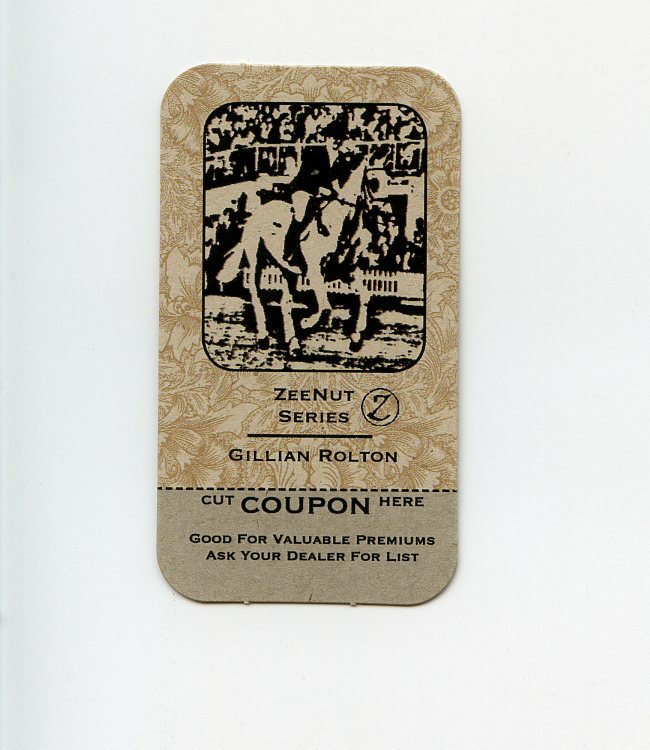 ZeeNut
Series Z
Gillian Rolton
CUT COUPON HERE
Good For Valuable Premiums
Ask Your Dealer For List